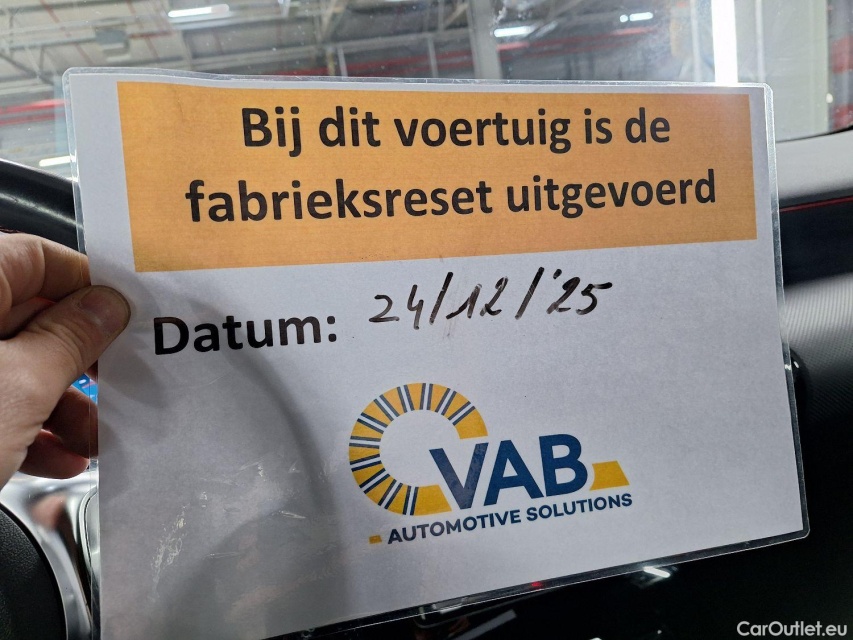 Bij dit voertuig is de
fabrieksreset uitgevoerd
Datum: 24/12/'25
VAB
AUTOMOTIVE SOLUTIONS
CarOutlet.eu